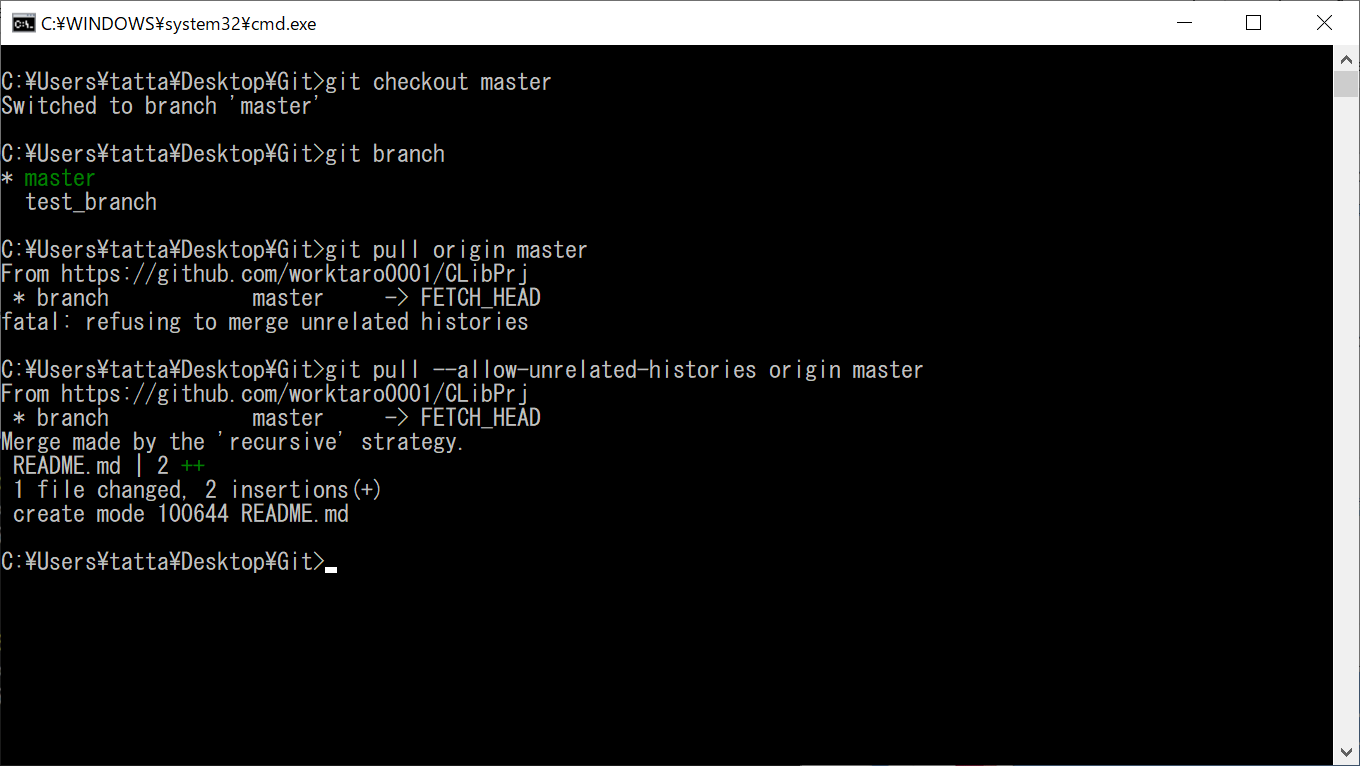 C:¥WINDOWS¥system32¥cmd.exe
C:¥Users¥tatta¥Desktop¥Git>git checkout master
Switched to branch 'master'
C:¥Users¥tatta¥Desktop¥Git>git branch
* master
  test_branch
C:¥Users¥tatta¥Desktop¥Git>git pull origin master
From https://github.com/worktaro0001/CLibPrj
 * branch            master     -> FETCH_HEAD
fatal: refusing to merge unrelated histories
C:¥Users¥tatta¥Desktop¥Git>git pull --allow-unrelated-histories origin master
From https://github.com/worktaro0001/CLibPrj
 * branch            master     -> FETCH_HEAD
Merge made by the 'recursive' strategy.
 README.md | 2 ++
 1 file changed, 2 insertions(+)
 create mode 100644 README.md
C:¥Users¥tatta¥Desktop¥Git>